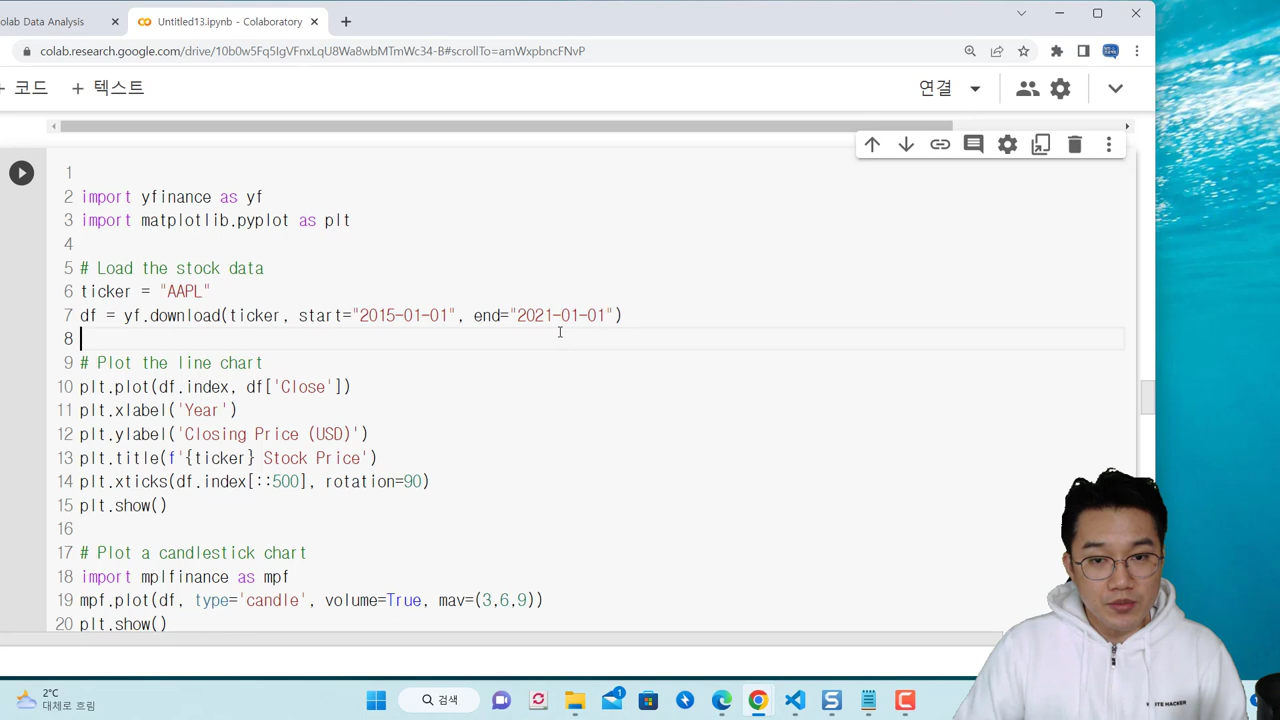 olab Data Analysis
Untitled13.ipynb - Colaboratory
colab.research.google.com/drive/10b0w5Fq5IgVFnxLqU8Wa8wbMTmWc34-B#scrollTo=amWxpbncFNvP
+ 코드 + 텍스트 연결
1
2 import yfinance as yf
3 import matplotlib.pyplot as plt
4
5 # Load the stock data
6 ticker = "AAPL"
7 df = yf.download(ticker, start="2015-01-01", end="2021-01-01")
8
9 # Plot the line chart
10 plt.plot(df.index, df['Close'])
11 plt.xlabel('Year')
12 plt.ylabel('Closing Price (USD)')
13 plt.title(f'{ticker} Stock Price')
14 plt.xticks(df.index[::500], rotation=90)
15 plt.show()
16
17 # Plot a candlestick chart
18 import mplfinance as mpf
19 mpf.plot(df, type='candle', volume=True, mav=(3,6,9))
20 plt.show()
2°C
대체로 흐림
검색
1